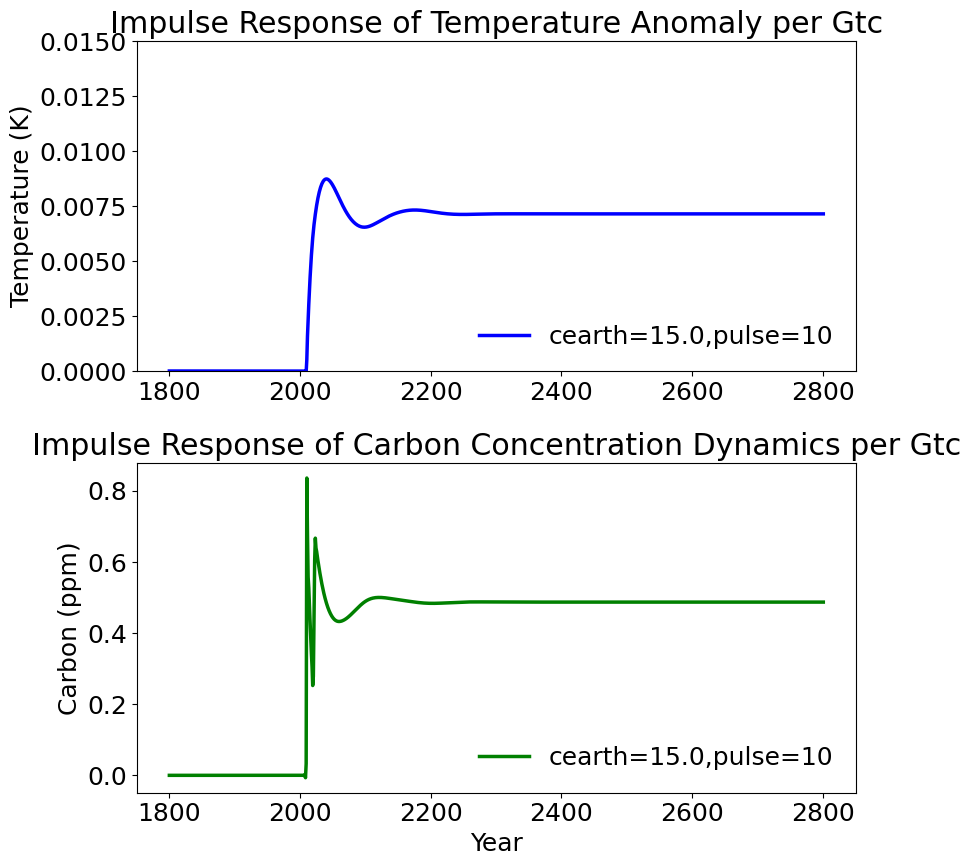 Impulse Response of Temperature Anomaly per Gtc
0.0150
0.0125
0.0100
0.0075
0.0050
0.0025
0.0000
Temperature (K)
cearth=15.0,pulse=10
1800 2000 2200 2400 2600 2800
Impulse Response of Carbon Concentration Dynamics per Gtc
0.8
0.6
0.4
0.2
0.0
Carbon (ppm)
cearth=15.0,pulse=10
1800 2000 2200 2400 2600 2800
Year